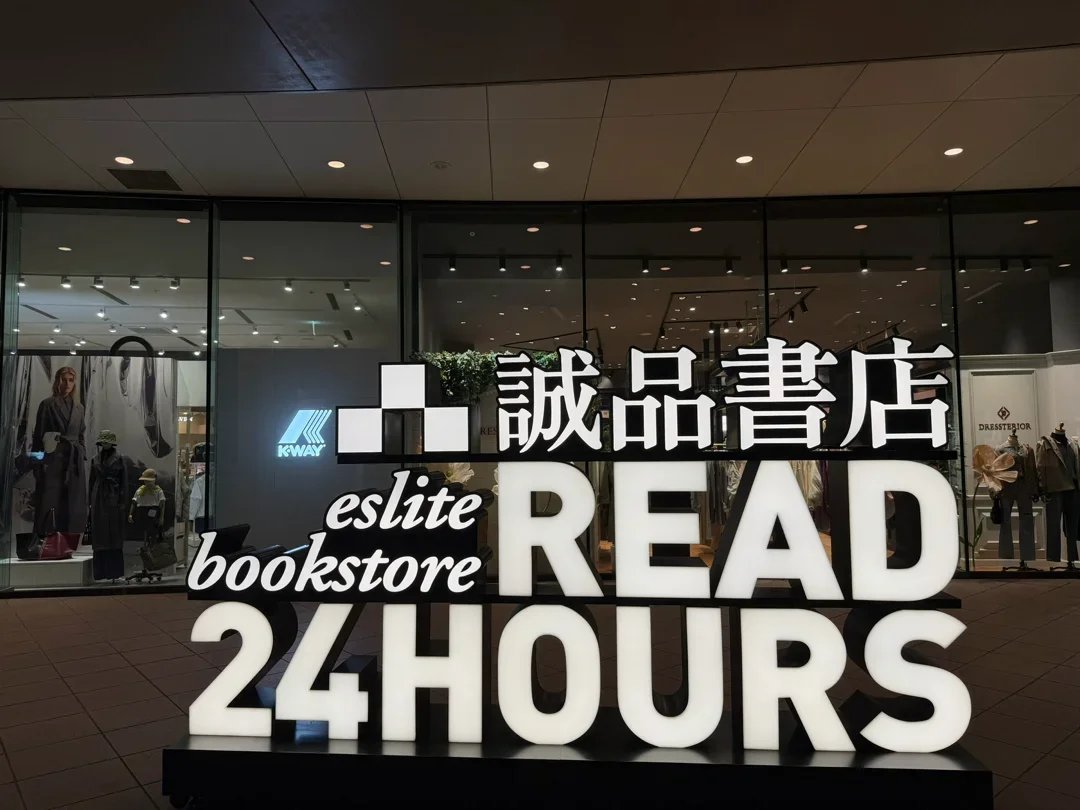 誠品書店
eslite
bookstore
READ
24HOURS
K-WAY
DRESSTERIOR